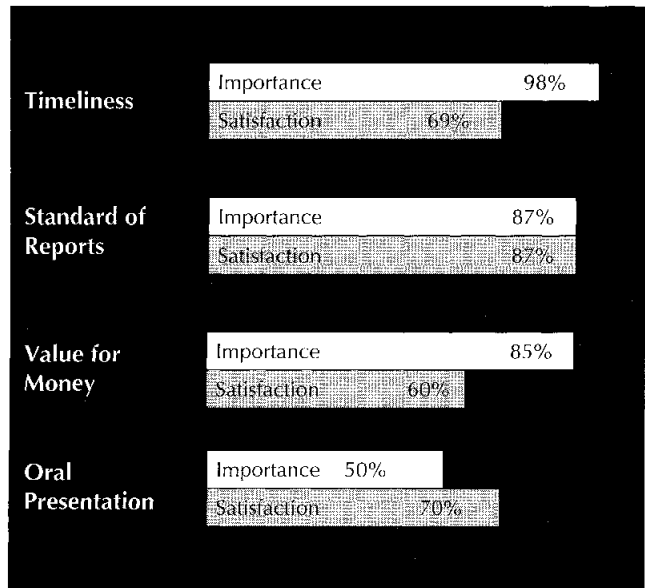 Timeliness
Importance 98%
Satisfaction 69%
Standard of
Reports
Importance 87%
Satisfaction 87%
Value for
Money
Importance 85%
Satisfaction 60%
Oral
Presentation
Importance 50%
Satisfaction 70%